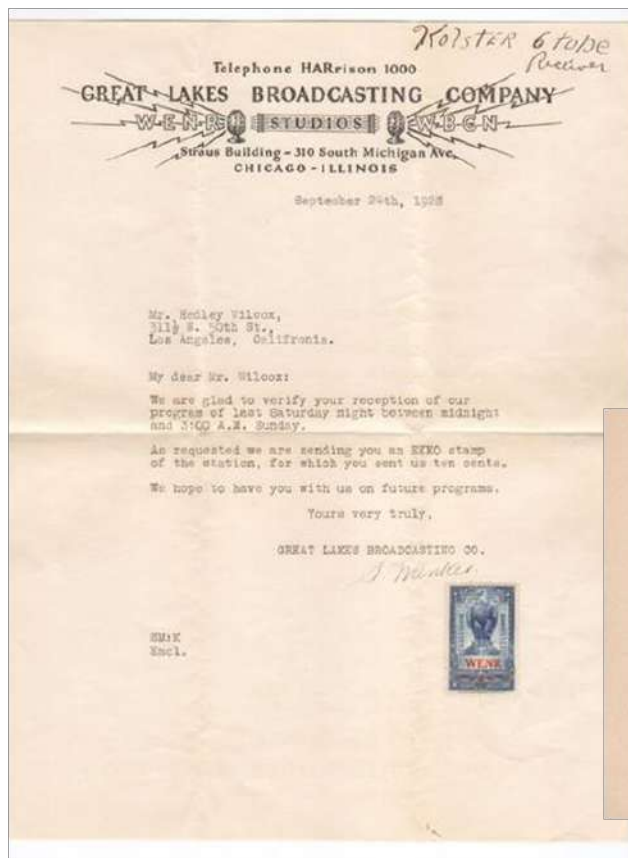 Kolster 6 tube
Receiver
Telephone HARrison 1000
GREAT LAKES BROADCASTING COMPANY
W-E-N-R STUDIOS W-B-C-N
Straus Building - 310 South Michigan Ave.
CHICAGO - ILLINOIS
September 24th, 1928
Mr. Hedley Wilcox,
311½ W. 50th St.,
Los Angeles, Califronia.
My dear Mr. Wilcox:
We are glad to verify your reception of our
program of last Saturday night between midnight
and 3:00 A.M. Sunday.
As requested we are sending you an EKKO stamp
of the station, for which you sent us ten cents.
We hope to have you with us on future programs.
Yours very truly,
GREAT LAKES BROADCASTING CO.
WENR
SM:K
Encl.